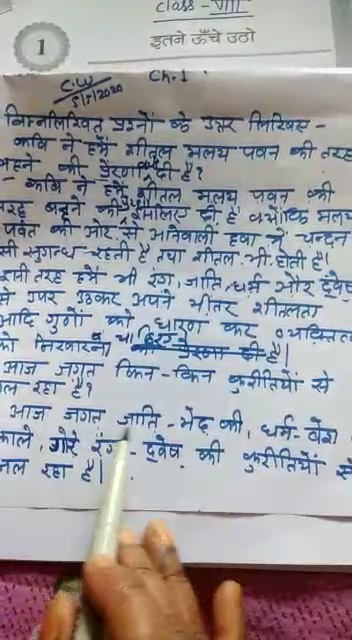 class - VIII
1
इतने ऊँचे उठो
C.W
Ch. 1
5/5/2020
निम्नलिखित प्रश्नों के उत्तर लिखिए -
कवि ने हमें शीतल मलय पवन की तरह
बहने की प्रेरणा दी है?
कवि ने हमें शीतल मलय पवन की
तरह बहने की प्रेरणा इसलिए दी है क्योंकि मलय
पर्वत की ओर से आनेवाली हवा में चन्दन
सी सुगन्ध रहती है तथा शीतल भी होती है।
इसी तरह हमें भी रंग, जाति, धर्म और द्वेष
से ऊपर उठकर अपने भीतर शीतलता
आदि गुणों को धारण कर व्यक्तित्व
को निखारना चाहिए।
आज जगत किन-किन कुरीतियों से
जल रहा है?
आज जगत जाति-भेद की, धर्म-वेश
काले, गोरे रंग-द्वेष की कुरीतियों से
जल रहा है।